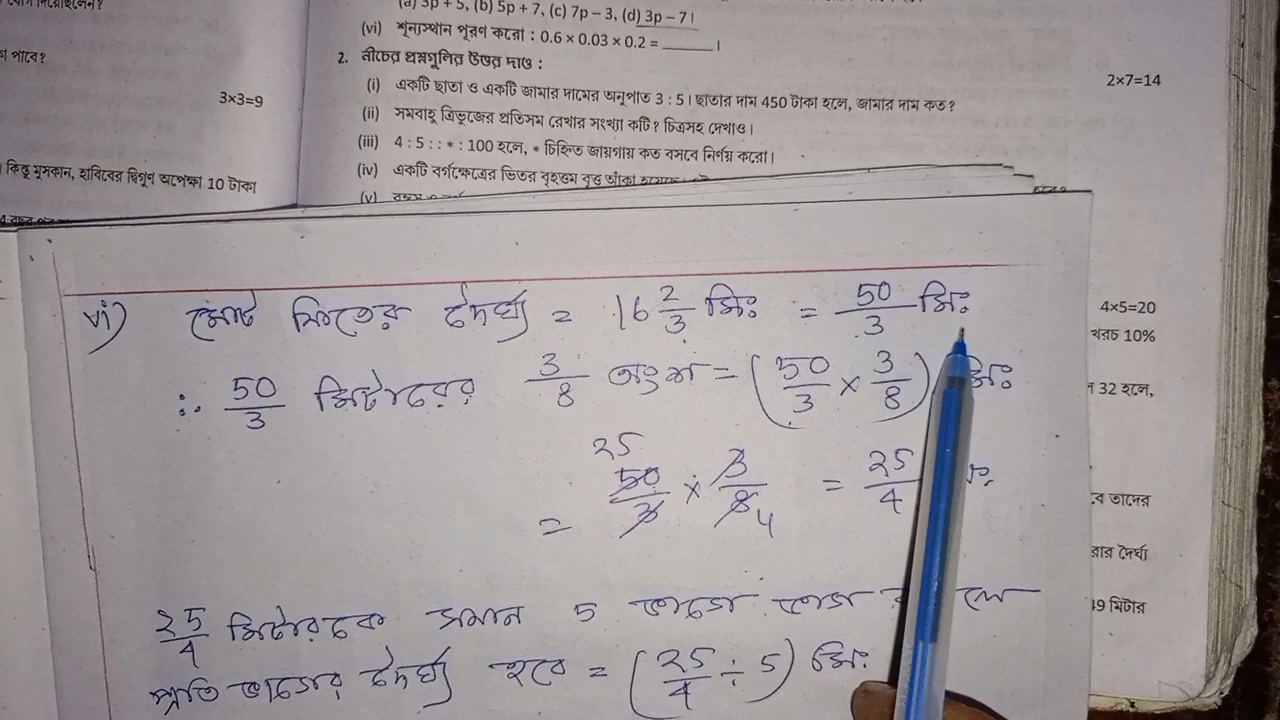 পাবে?
3×3=9
কিন্তু মুসকান, হাবিবের দ্বিগুণ অপেক্ষা 10 টাকা
(a) 3p + 5, (b) 5p + 7, (c) 7p – 3, (d) 3p – 7।
(vi) শূন্যস্থান পূরণ করো : 0.6 × 0.03 × 0.2 = ______।
2. নীচের প্রশ্নগুলির উত্তর দাও :
(i) একটি ছাতা ও একটি জামার দামের অনুপাত 3 : 5। ছাতার দাম 450 টাকা হলে, জামার দাম কত?
(ii) সমবাহু ত্রিভুজের প্রতিসম রেখার সংখ্যা কটি? চিত্রসহ দেখাও।
(iii) 4 : 5 : : * : 100 হলে, * চিহ্নিত জায়গায় কত বসবে নির্ণয় করো।
(iv) একটি বর্গক্ষেত্রের ভিতর বৃহত্তম বৃত্ত আঁকা
(v)
2×7=14
4×5=20
খরচ 10%
32 হলে,
তাদের
দৈর্ঘ্য
মিটার
vi) মোট ফিতের দৈর্ঘ্য = 16 2/3 মিঃ = 50/3 মিঃ
∴ 50/3 মিটারের 3/8 অংশ = (50/3 × 3/8) মিঃ
= 50/3 × 3/8 = 25/4
25 4
25/4 মিটারকে সমান 5 ভাগে ভাগ
প্রতি ভাগের দৈর্ঘ্য হবে = (25/4 ÷ 5) মিঃ